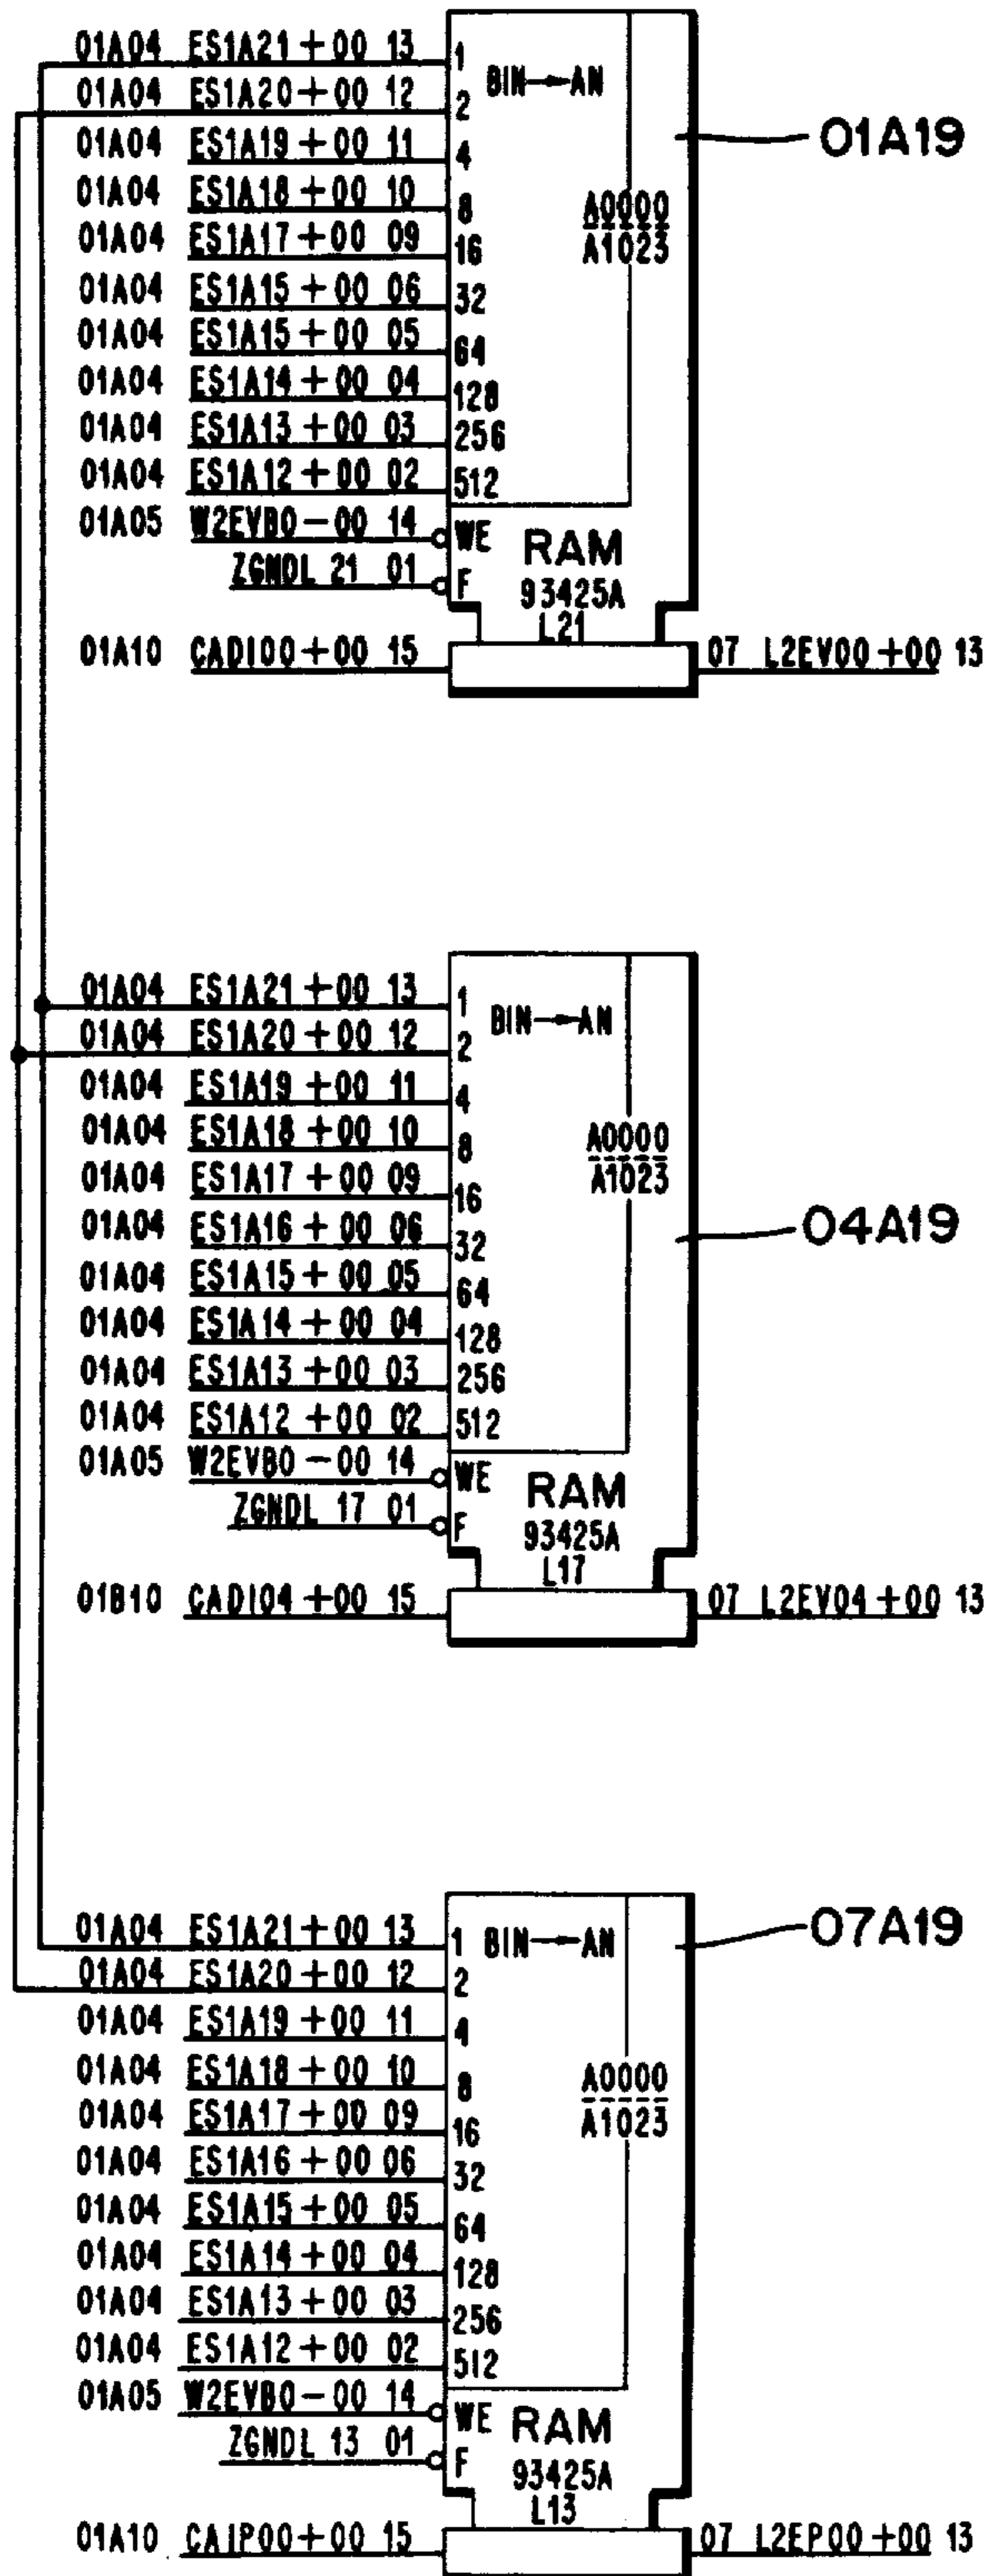 01A04 ES1A21+00 13 1
BIN→AN
01A04 ES1A20+00 12 2
01A19
01A04 ES1A19+00 11 4
01A04 ES1A18+00 10 8
A0000
A1023
01A04 ES1A17+00 09 16
01A04 ES1A15+00 06 32
01A04 ES1A15+00 05 64
01A04 ES1A14+00 04 128
01A04 ES1A13+00 03 256
01A04 ES1A12+00 02 512
01A05 W2EVB0-00 14 WE
RAM
ZGNDL 21 01 F
93425A
L21
01A10 CADI00+00 15
07 L2EV00+00 13
01A04 ES1A21+00 13 1
BIN→AN
01A04 ES1A20+00 12 2
01A04 ES1A19+00 11 4
01A04 ES1A18+00 10 8
A0000
A1023
01A04 ES1A17+00 09 16
01A04 ES1A16+00 06 32
04A19
01A04 ES1A15+00 05 64
01A04 ES1A14+00 04 128
01A04 ES1A13+00 03 256
01A04 ES1A12+00 02 512
01A05 W2EVB0-00 14 WE
RAM
ZGNDL 17 01 F
93425A
L17
01B10 CADI04+00 15
07 L2EV04+00 13
01A04 ES1A21+00 13 1
BIN→AN
07A19
01A04 ES1A20+00 12 2
01A04 ES1A19+00 11 4
01A04 ES1A18+00 10 8
A0000
A1023
01A04 ES1A17+00 09 16
01A04 ES1A16+00 06 32
01A04 ES1A15+00 05 64
01A04 ES1A14+00 04 128
01A04 ES1A13+00 03 256
01A04 ES1A12+00 02 512
01A05 W2EVB0-00 14 WE
RAM
ZGNDL 13 01 F
93425A
L13
01A10 CAIP00+00 15
07 L2EP00+00 13